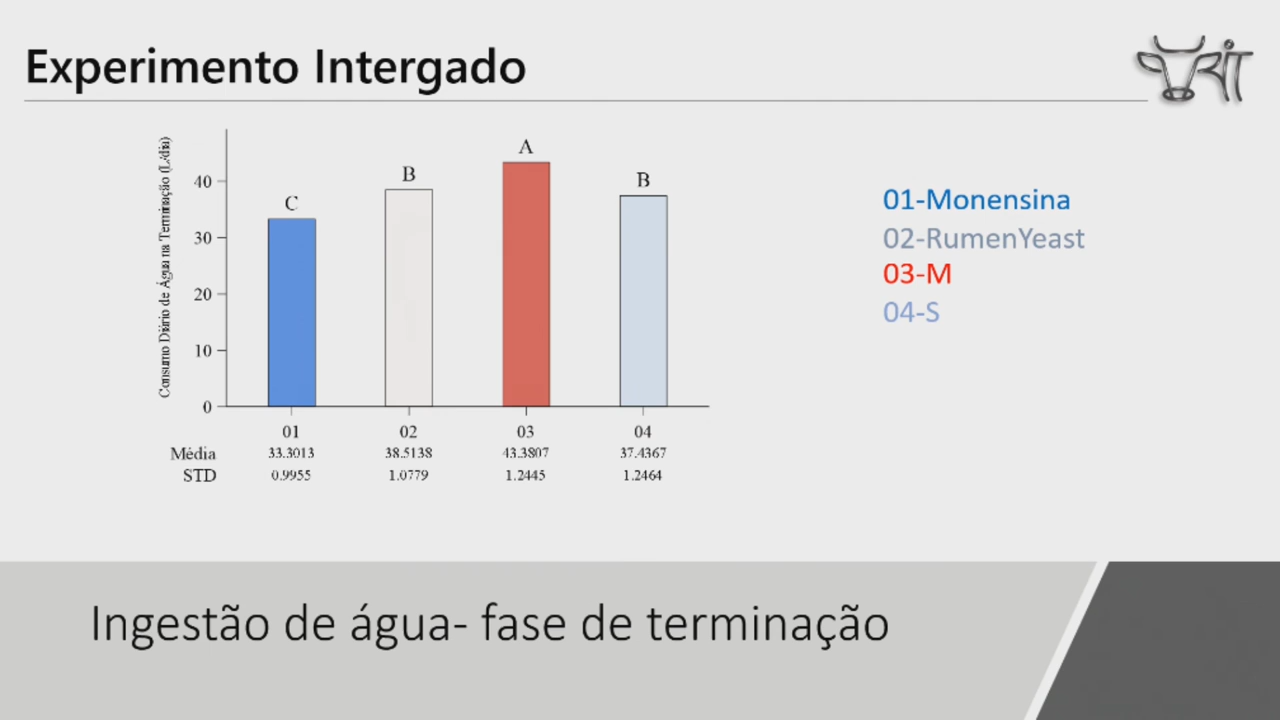 Experimento Intergado
RIT
Consumo Diário de Água na Terminação (L/dia)
40
30
20
10
0
C
B
A
B
01 02 03 04
Média 33.3013 38.5138 43.3807 37.4367
STD 0.9955 1.0779 1.2445 1.2464
01-Monensina
02-RumenYeast
03-M
04-S
Ingestão de água- fase de terminação